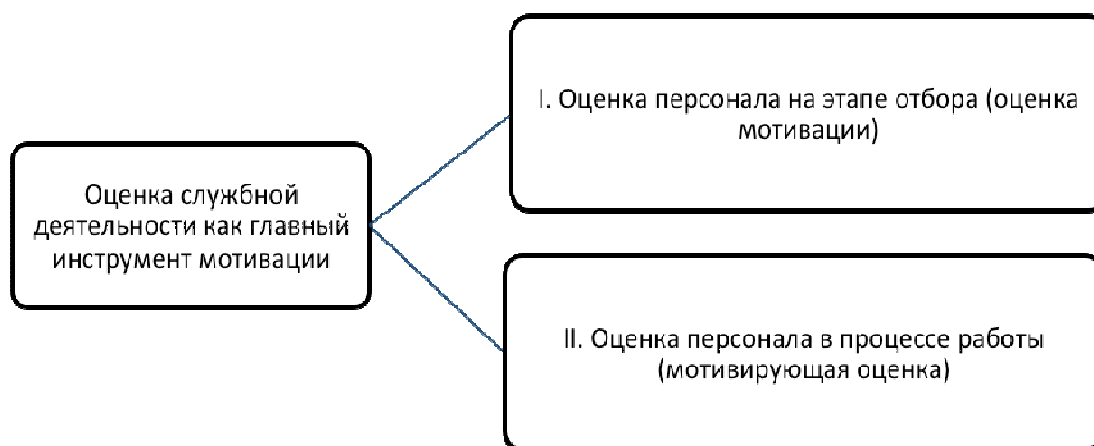 Оценка службной
деятельности как главный
инструмент мотивации
I. Оценка персонала на этапе отбора (оценка
мотивации)
II. Оценка персонала в процессе работы
(мотивирующая оценка)